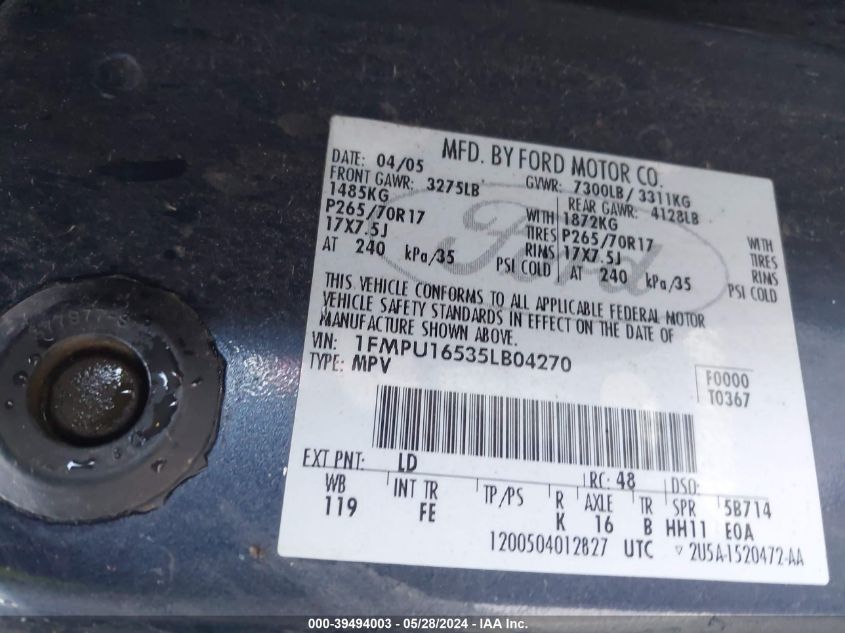 MFD. BY FORD MOTOR CO.
DATE: 04/05 GVWR: 7300LB / 3311KG
FRONT GAWR: 3275LB REAR GAWR: 4128LB
1485KG WITH 1872KG WITH
P265/70R17 TIRES P265/70R17 TIRES
17X7.5J RIMS 17X7.5J RIMS
AT 240 kPa/35 PSI COLD AT 240 kPa/35 PSI COLD
THIS VEHICLE CONFORMS TO ALL APPLICABLE FEDERAL MOTOR
VEHICLE SAFETY STANDARDS IN EFFECT ON THE DATE OF
MANUFACTURE SHOWN ABOVE.
VIN: 1FMPU16535LB04270
TYPE: MPV
F0000
T0367
EXT PNT: LD RC: 48 DSO:
WB INT TR TP/PS R AXLE TR SPR 5B714
119 FE K 16 B HH11 E0A
1200504012827 UTC ▽ 2U5A-1520472-AA
Ford
000-39494003 - 05/28/2024 - IAA Inc.